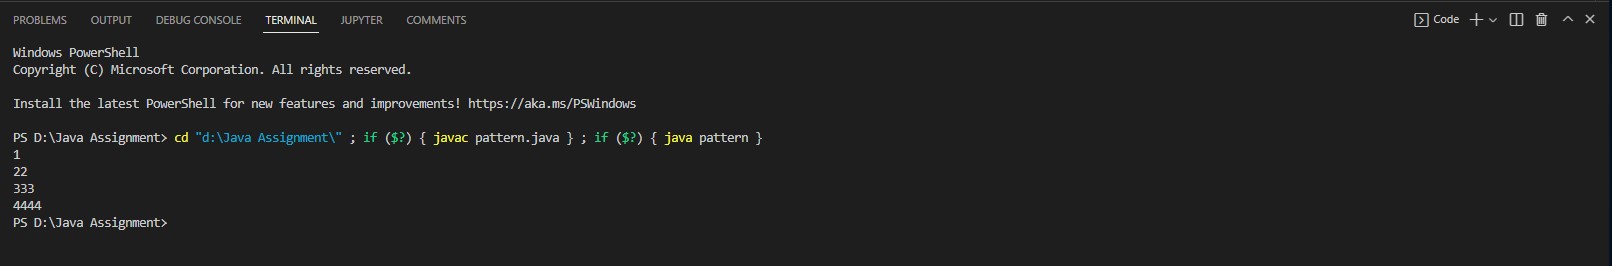 PROBLEMS OUTPUT DEBUG CONSOLE TERMINAL JUPYTER COMMENTS Code
Windows PowerShell
Copyright (C) Microsoft Corporation. All rights reserved.
Install the latest PowerShell for new features and improvements! https://aka.ms/PSWindows
PS D:\Java Assignment> cd "d:\Java Assignment\" ; if ($?) { javac pattern.java } ; if ($?) { java pattern }
1
22
333
4444
PS D:\Java Assignment>